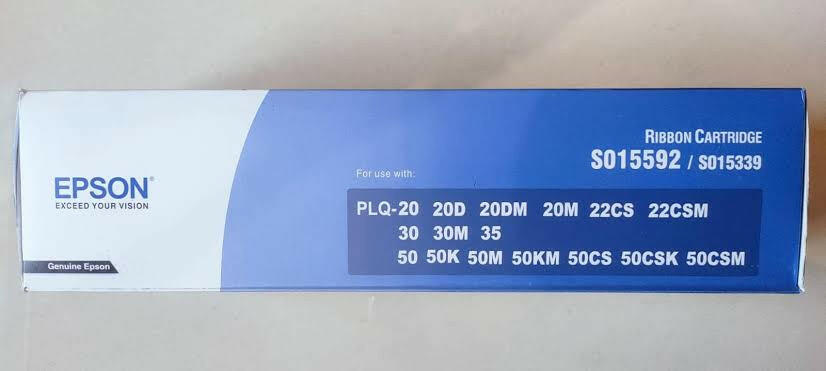 EPSON®
EXCEED YOUR VISION
Genuine Epson
RIBBON CARTRIDGE
S015592 / S015339
For use with:
PLQ-20 20D 20DM 20M 22CS 22CSM
30 30M 35
50 50K 50M 50KM 50CS 50CSK 50CSM